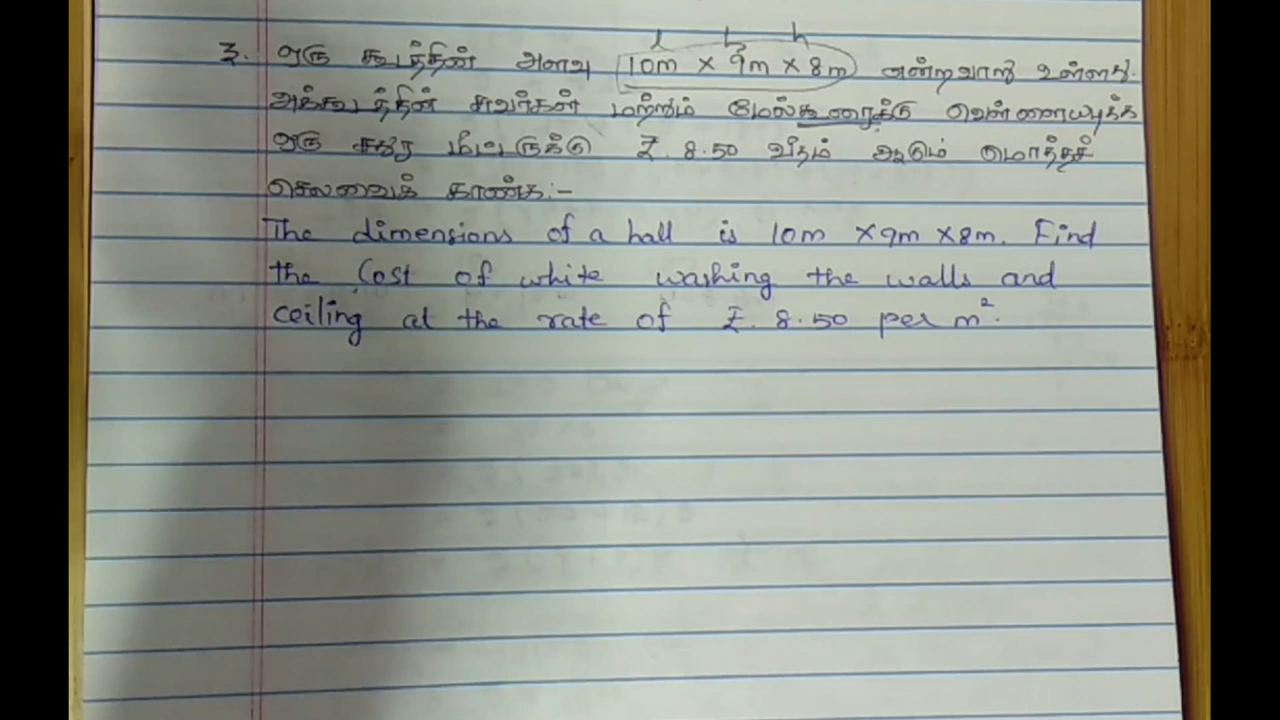 l b h
3. ஒரு கூடத்தின் அளவு 10m × 9m × 8m என்றவாறு உள்ளது.
அக்கூடத்தின் சுவர்கள் மற்றும் மேல்கூரைக்கு வெள்ளையடிக்க
ஒரு சதுர மீட்டருக்கு ₹. 8.50 வீதம் ஆகும் மொத்தச்
செலவைக் காண்க:-
The dimensions of a hall is 10m ×9m ×8m. Find
the Cost of white washing the walls and
ceiling at the rate of ₹. 8.50 per m².